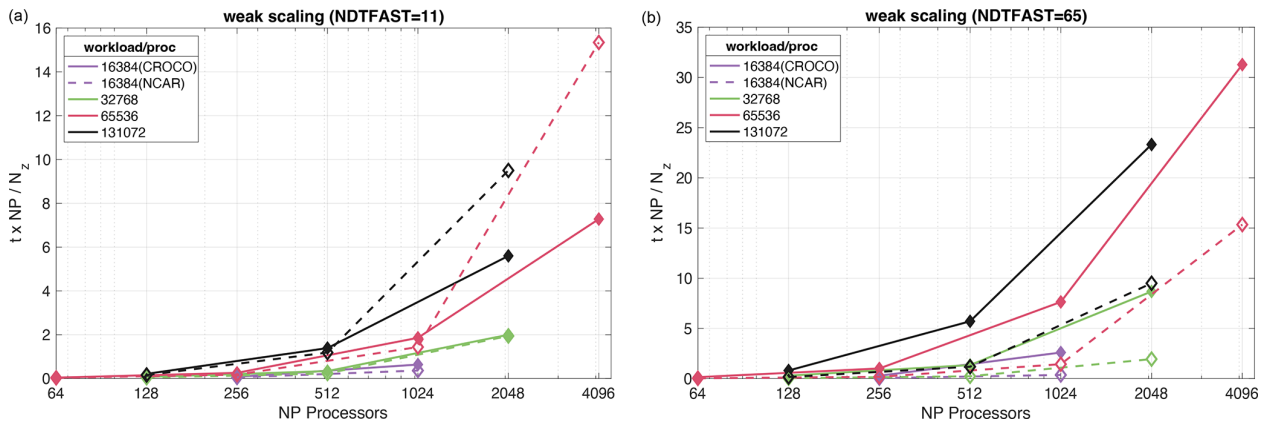 (a)
weak scaling (NDTFAST=11)
16
14
12
10
8
6
4
2
0
t x NP / N_z
workload/proc
16384(CROCO)
16384(NCAR)
32768
65536
131072
64 128 256 512 1024 2048 4096
NP Processors
(b)
weak scaling (NDTFAST=65)
35
30
25
20
15
10
5
0
t x NP / N_z
workload/proc
16384(CROCO)
16384(NCAR)
32768
65536
131072
64 128 256 512 1024 2048 4096
NP Processors